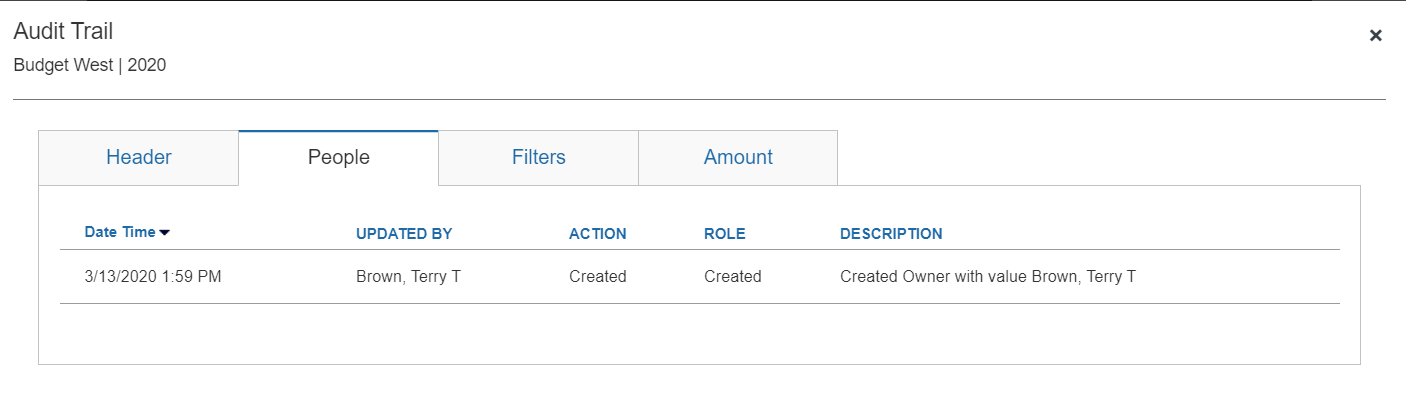 Audit Trail
Budget West | 2020
Header People Filters Amount
Date Time UPDATED BY ACTION ROLE DESCRIPTION
3/13/2020 1:59 PM Brown, Terry T Created Created Created Owner with value Brown, Terry T